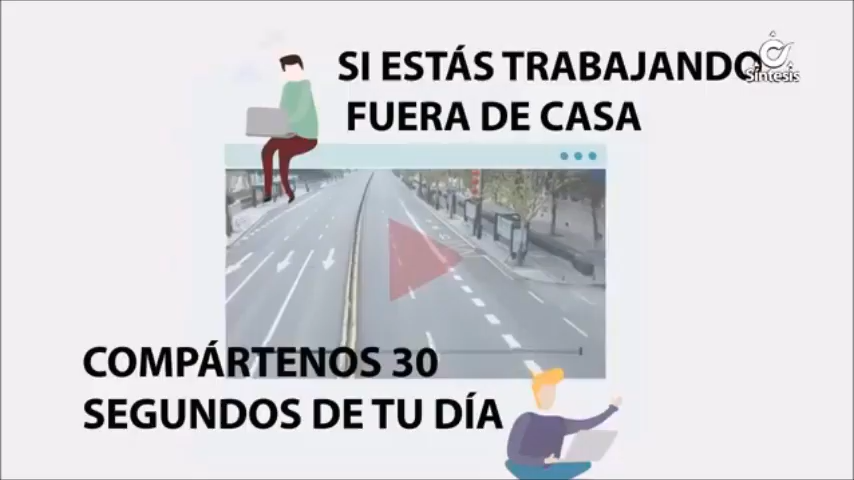 SI ESTÁS TRABAJANDO
Síntesis
FUERA DE CASA
COMPÁRTENOS 30
SEGUNDOS DE TU DÍA